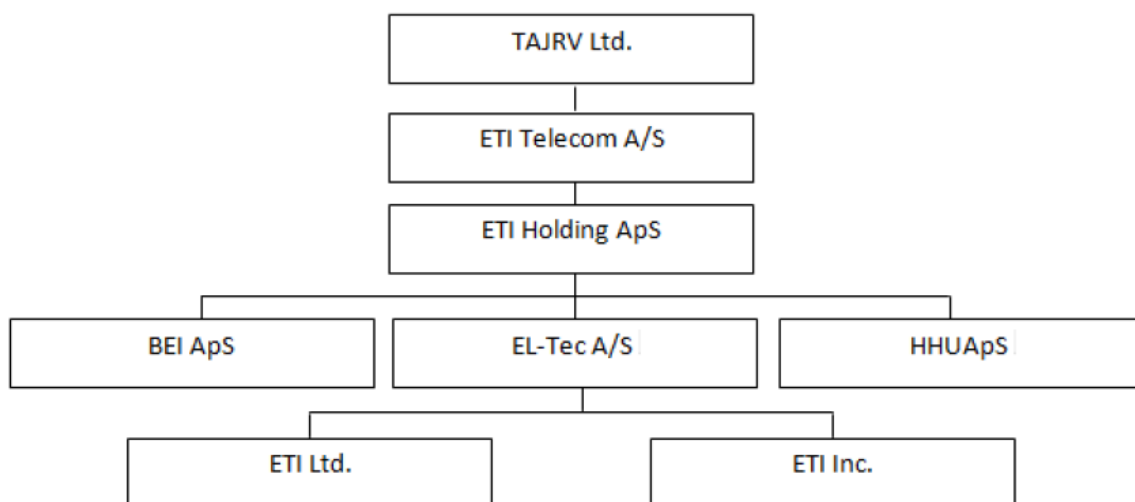 TAJRV Ltd.
ETI Telecom A/S
ETI Holding ApS
BEI ApS
EL-Tec A/S
HHUApS
ETI Ltd.
ETI Inc.